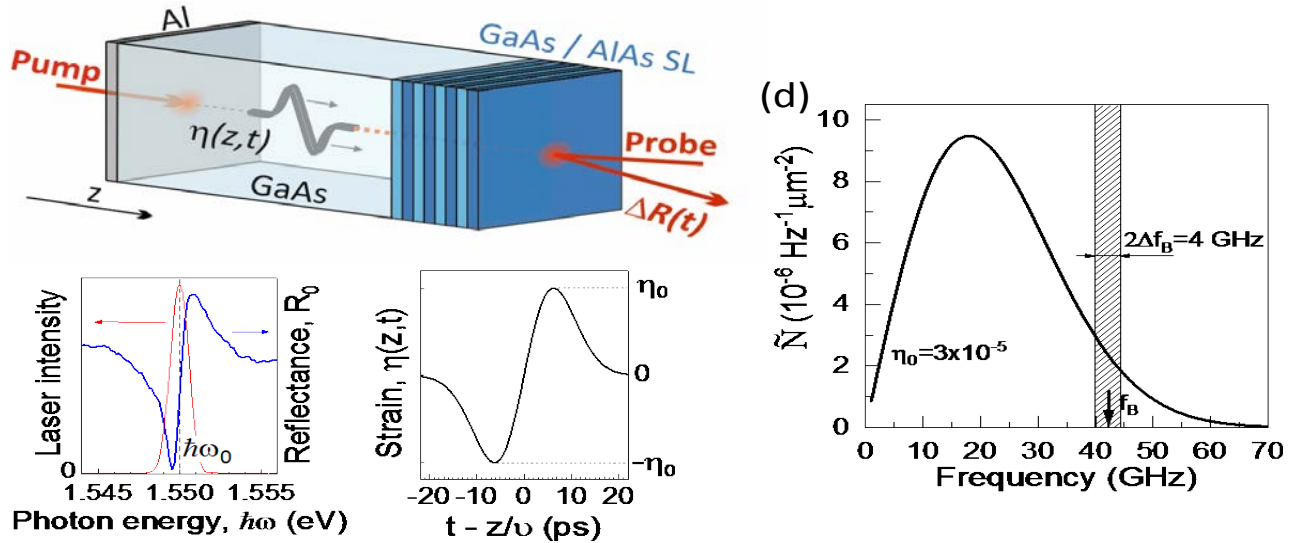 Al
GaAs / AlAs SL
Pump
η(z,t)
Probe
GaAs
z
ΔR(t)
Laser intensity
0
ħω₀
1.545 1.550 1.555
Photon energy, ħω (eV)
Reflectance, R₀
Strain, η(z,t)
η₀
0
-η₀
-20 -10 0 10 20
t - z/υ (ps)
(d)
Ñ (10⁻⁶ Hz⁻¹μm⁻²)
10
8
6
4
2
0
2Δf_B=4 GHz
η₀=3x10⁻⁵
f_B
0 10 20 30 40 50 60 70
Frequency (GHz)